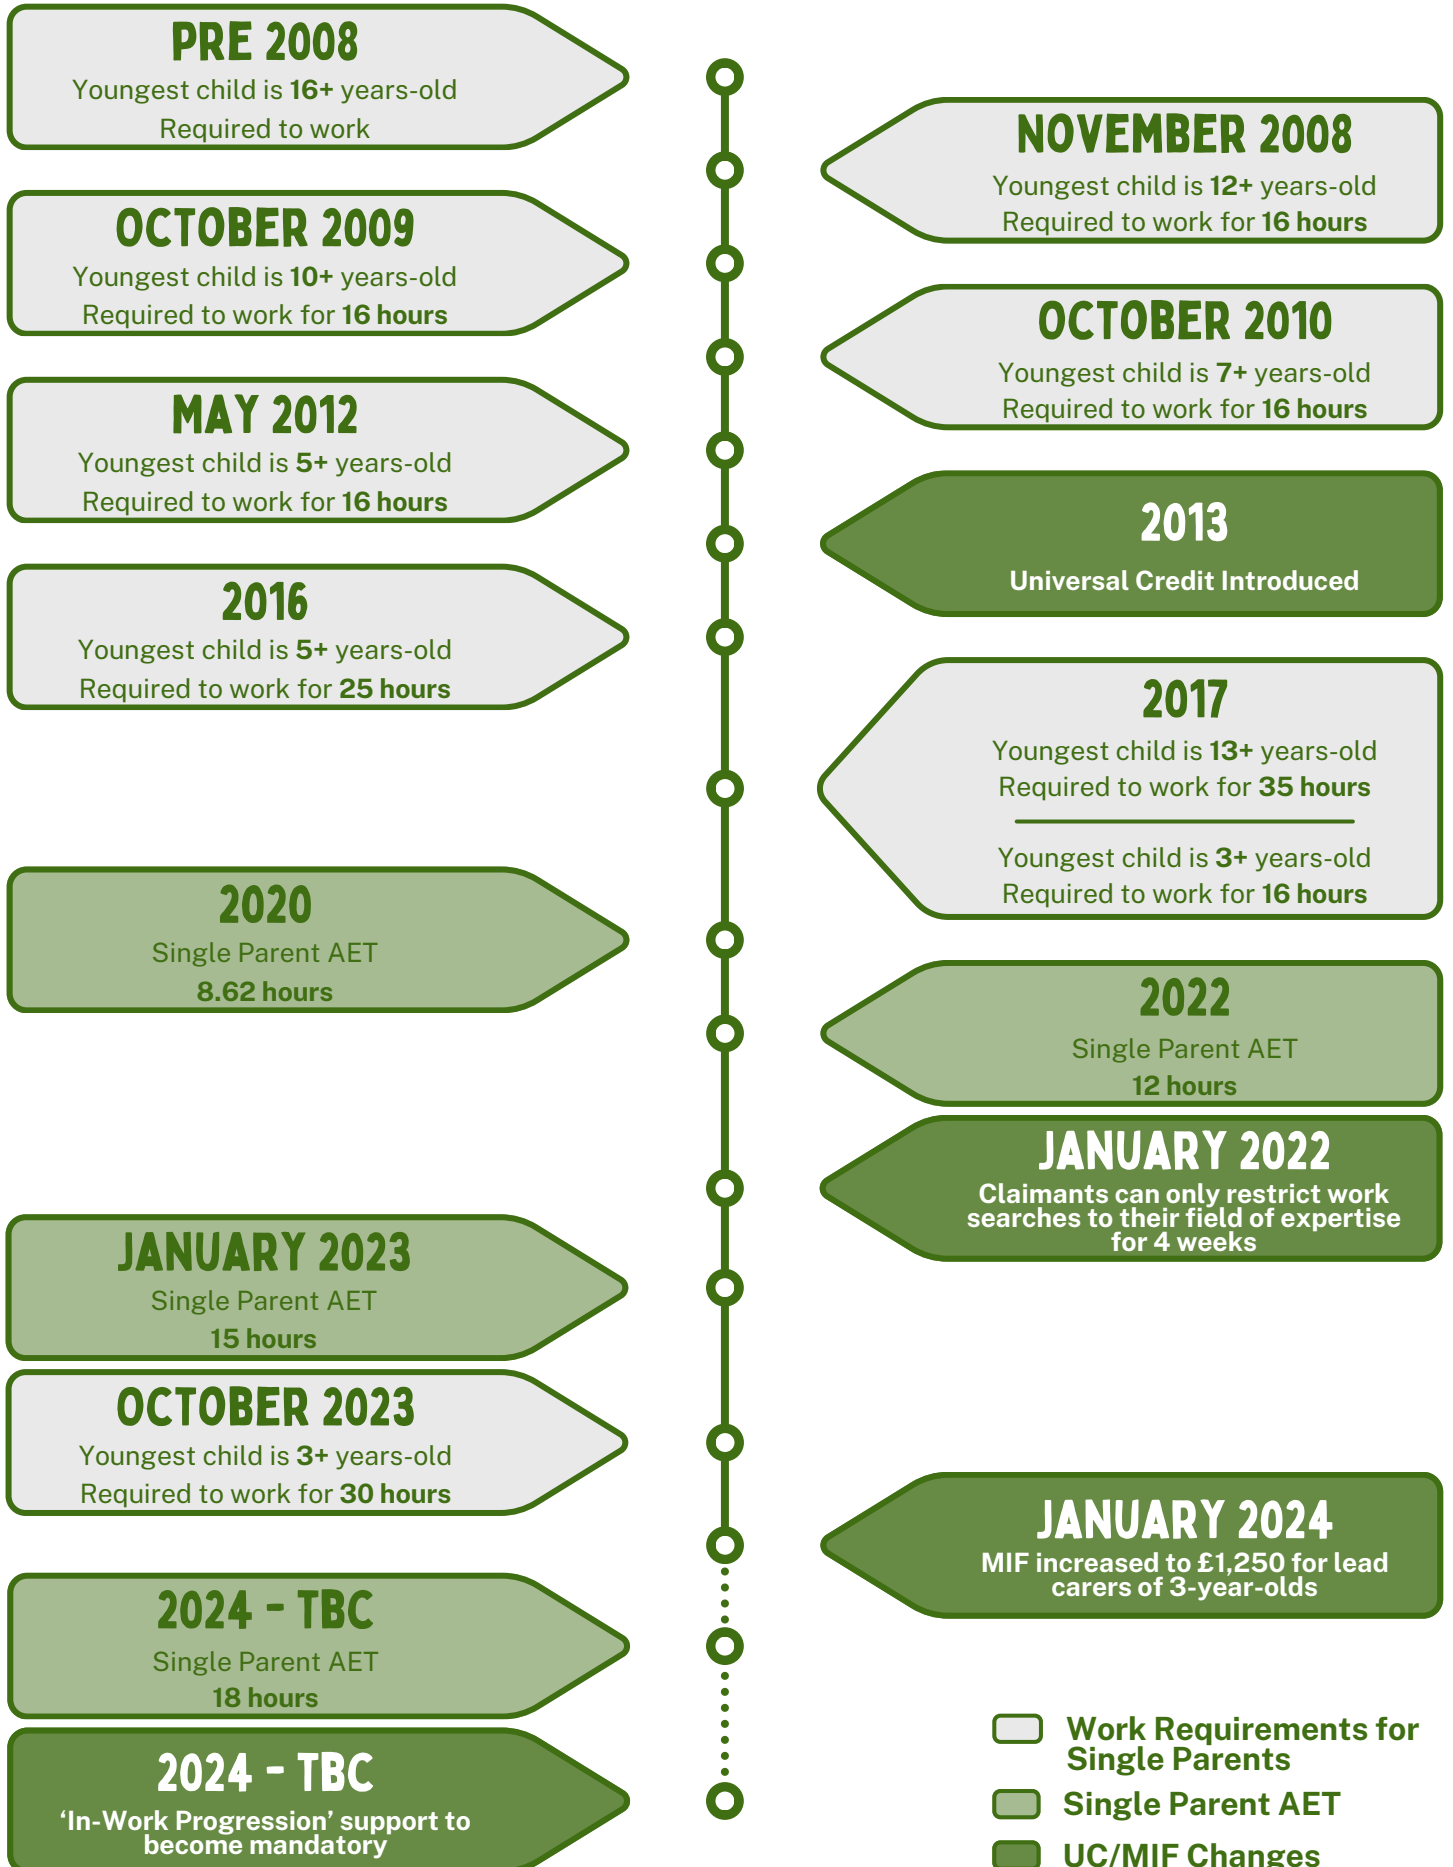 PRE 2008
Youngest child is 16+ years-old
Required to work
NOVEMBER 2008
Youngest child is 12+ years-old
Required to work for 16 hours
OCTOBER 2009
Youngest child is 10+ years-old
Required to work for 16 hours
OCTOBER 2010
Youngest child is 7+ years-old
Required to work for 16 hours
MAY 2012
Youngest child is 5+ years-old
Required to work for 16 hours
2013
Universal Credit Introduced
2016
Youngest child is 5+ years-old
Required to work for 25 hours
2017
Youngest child is 13+ years-old
Required to work for 35 hours
Youngest child is 3+ years-old
Required to work for 16 hours
2020
Single Parent AET
8.62 hours
2022
Single Parent AET
12 hours
JANUARY 2022
Claimants can only restrict work
searches to their field of expertise
for 4 weeks
JANUARY 2023
Single Parent AET
15 hours
OCTOBER 2023
Youngest child is 3+ years-old
Required to work for 30 hours
JANUARY 2024
MIF increased to £1,250 for lead
carers of 3-year-olds
2024 - TBC
Single Parent AET
18 hours
2024 - TBC
‘In-Work Progression’ support to
become mandatory
Work Requirements for
Single Parents
Single Parent AET
UC/MIF Changes